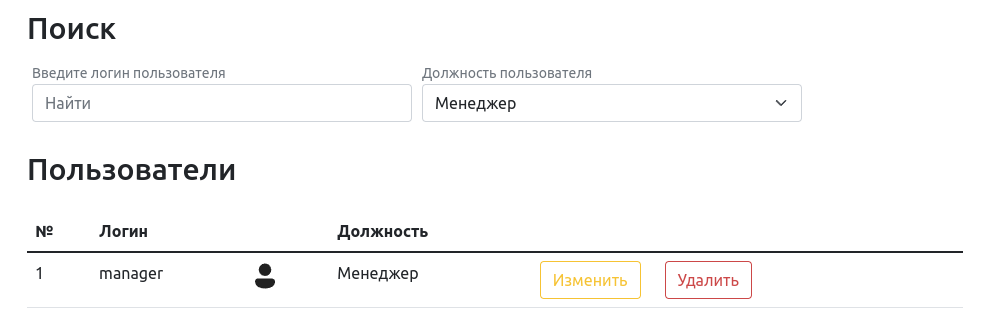 Поиск
Введите логин пользователя Должность пользователя
Найти Менеджер
Пользователи
№ Логин Должность
1 manager Менеджер Изменить Удалить